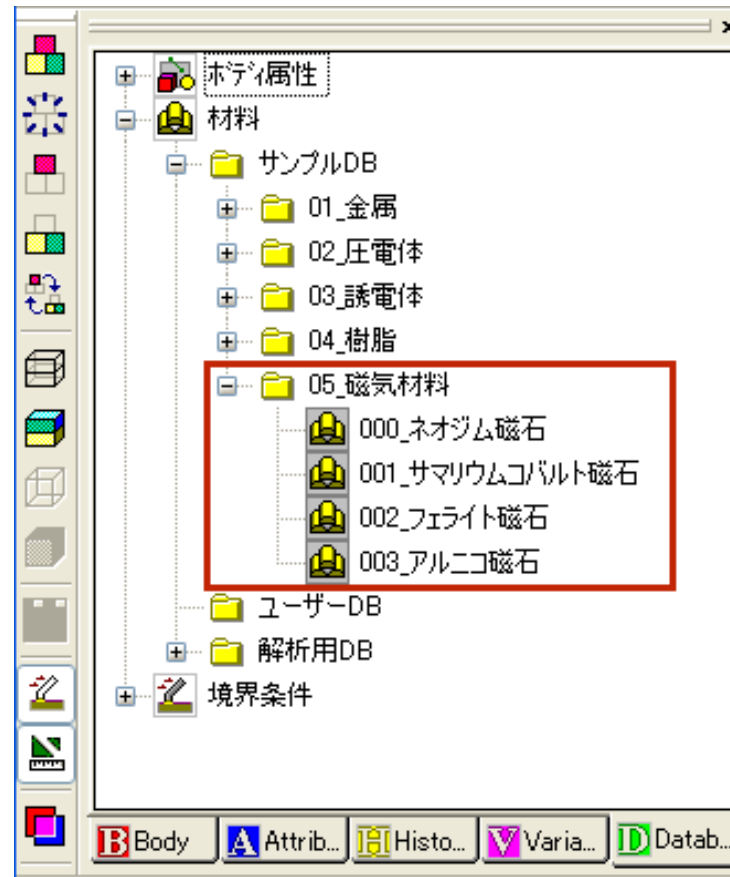 ボディ属性
材料
サンプルDB
01_金属
02_圧電体
03_誘電体
04_樹脂
05_磁気材料
000_ネオジム磁石
001_サマリウムコバルト磁石
002_フェライト磁石
003_アルニコ磁石
ユーザーDB
解析用DB
境界条件
B Body A Attrib... H Histo... V Varia... D Datab...